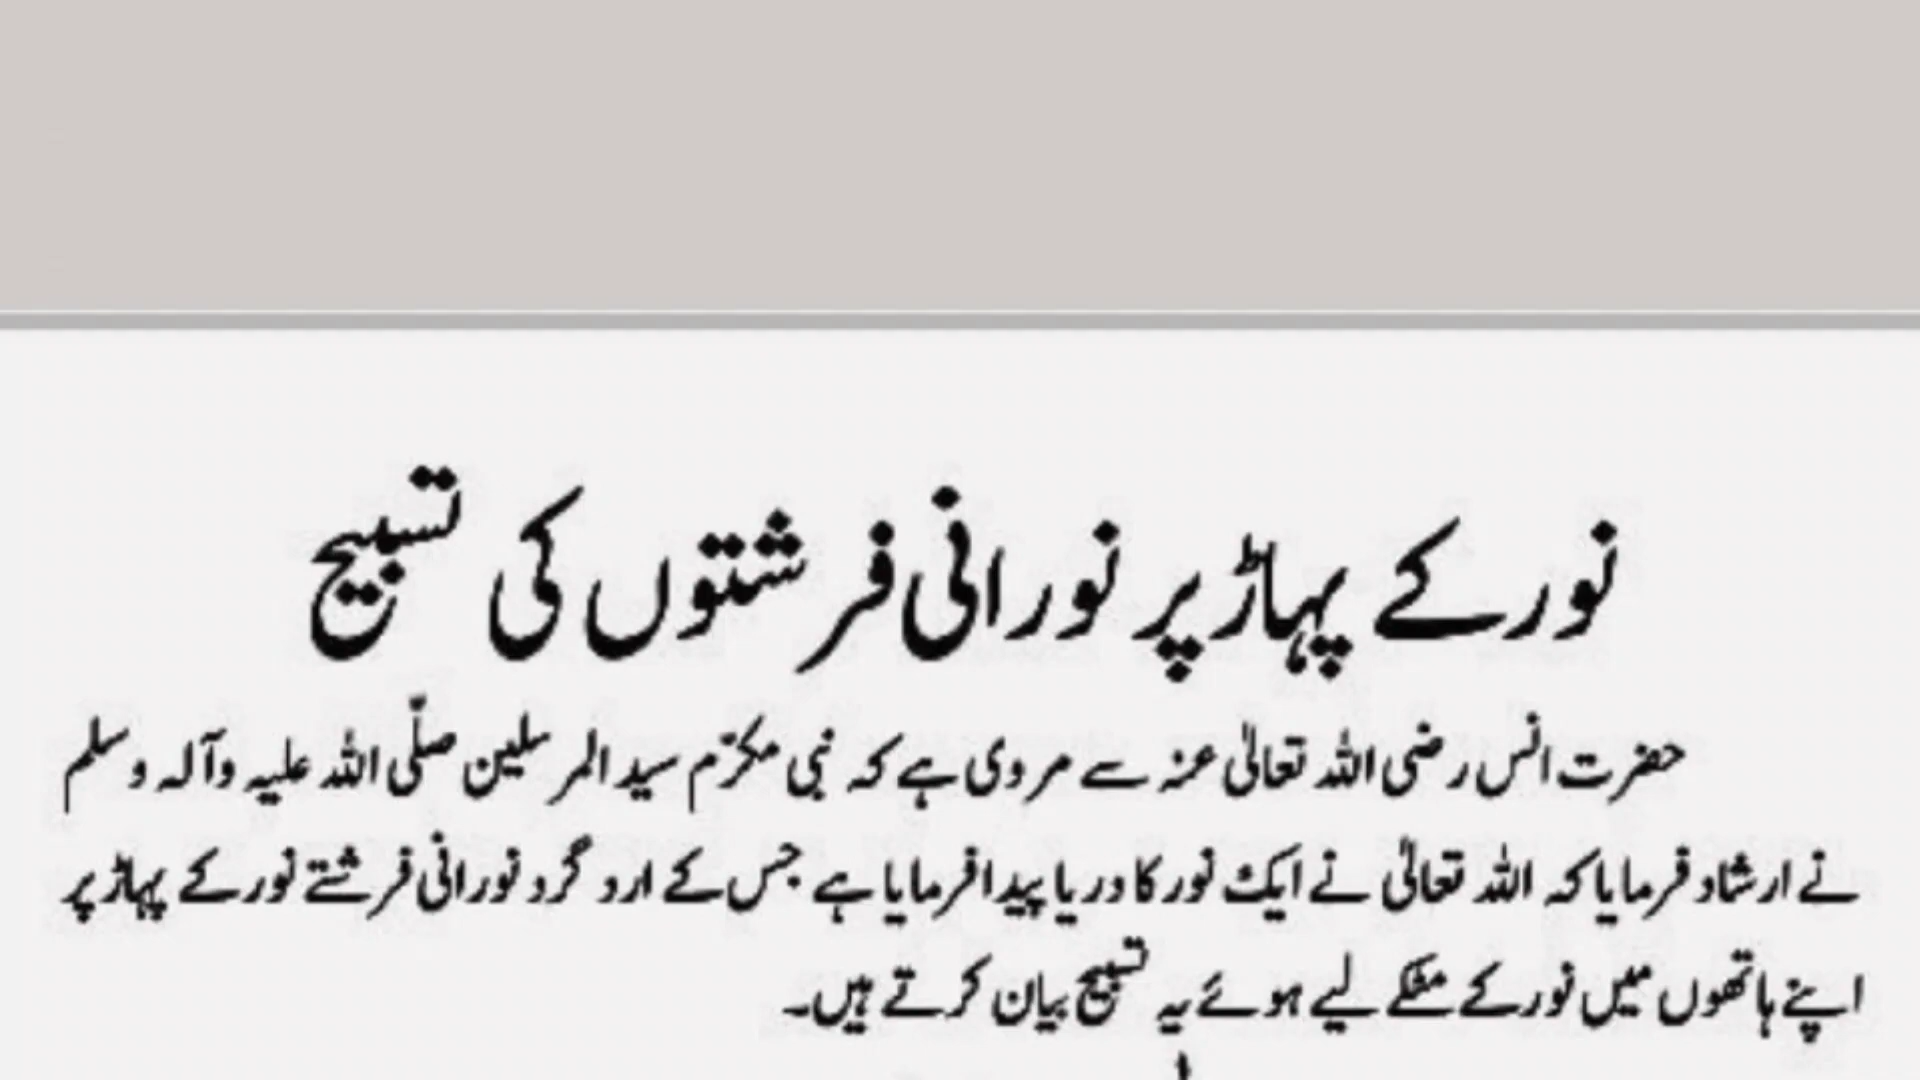 نور کے پہاڑ پر نورانی فرشتوں کی تسبیح
حضرت انس رضی اللہ تعالیٰ عنہ سے مروی ہے کہ نبی مکرّم سید المرسلین صلّی اللہ علیہ وآلہ وسلم
نے ارشاد فرمایا کہ اللہ تعالیٰ نے ایک نور کا دریا پیدا فرمایا ہے جس کے ارد گرد نورانی فرشتے نور کے پہاڑ پر
اپنے ہاتھوں میں نور کے مٹکے لیے ہوئے یہ تسبیح بیان کرتے ہیں۔